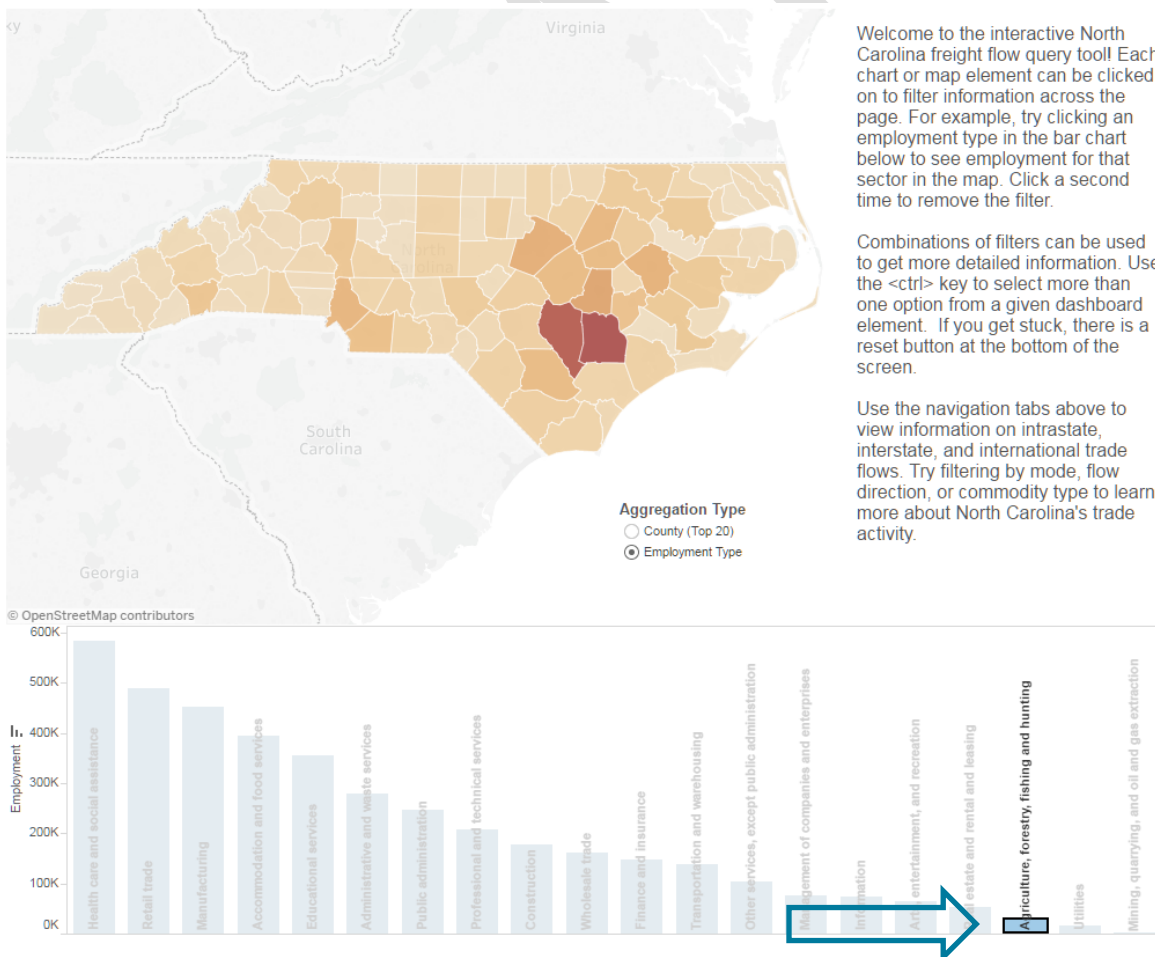 ky
Virginia
North
Carolina
South
Carolina
Georgia
© OpenStreetMap contributors
Welcome to the interactive North
Carolina freight flow query tool! Each
chart or map element can be clicked
on to filter information across the
page. For example, try clicking an
employment type in the bar chart
below to see employment for that
sector in the map. Click a second
time to remove the filter.
Combinations of filters can be used
to get more detailed information. Use
the <ctrl> key to select more than
one option from a given dashboard
element.  If you get stuck, there is a
reset button at the bottom of the
screen.
Use the navigation tabs above to
view information on intrastate,
interstate, and international trade
flows. Try filtering by mode, flow
direction, or commodity type to learn
more about North Carolina's trade
activity.
Aggregation Type
County (Top 20)
Employment Type
Employment
600K
500K
400K
300K
200K
100K
0K
Health care and social assistance
Retail trade
Manufacturing
Accommodation and food services
Educational services
Administrative and waste services
Public administration
Professional and technical services
Construction
Wholesale trade
Finance and insurance
Transportation and warehousing
Other services, except public administration
Management of companies and enterprises
Information
Arts, entertainment, and recreation
Real estate and rental and leasing
Agriculture, forestry, fishing and hunting
Utilities
Mining, quarrying, and oil and gas extraction